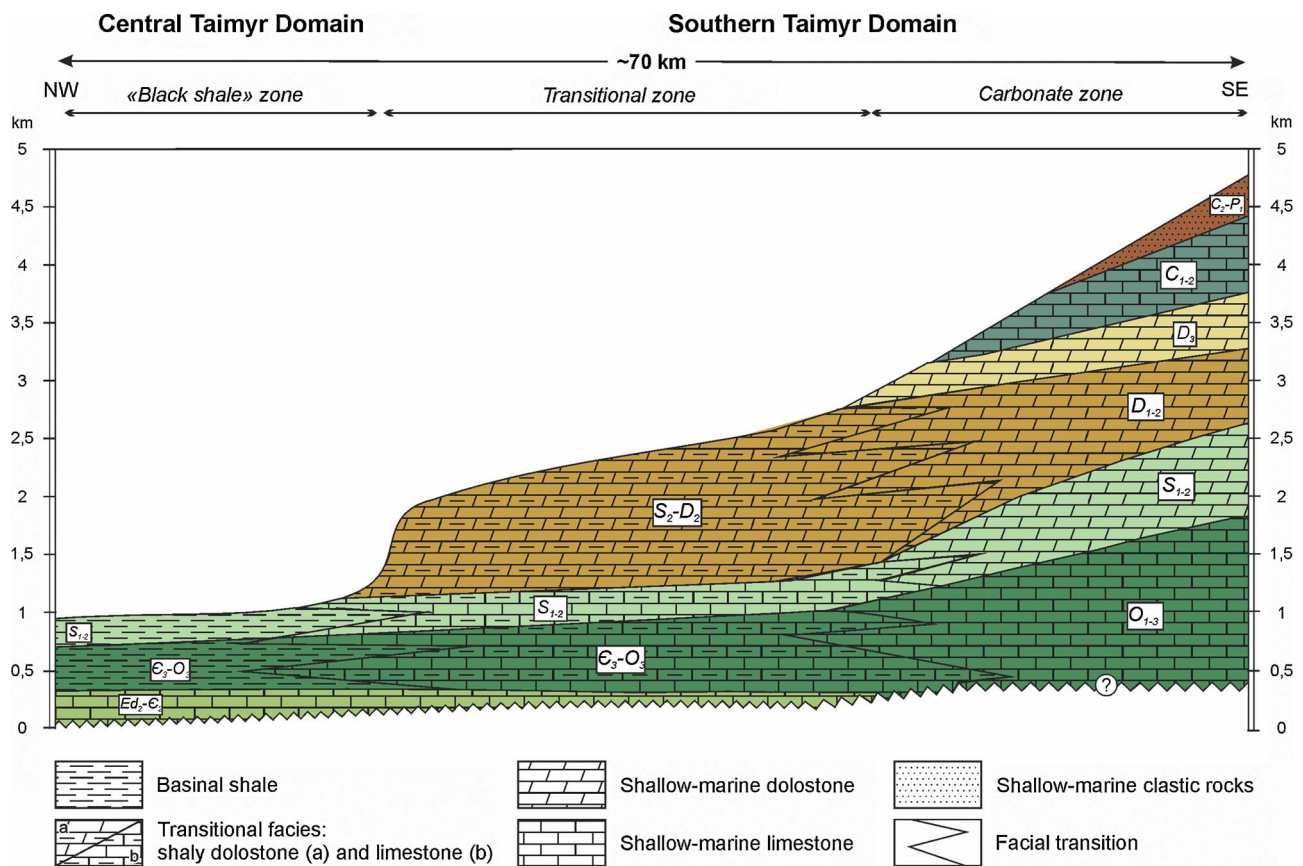 Central Taimyr Domain
Southern Taimyr Domain
~70 km
NW
SE
«Black shale» zone
Transitional zone
Carbonate zone
km
km
5
5
4,5
4,5
4
4
3,5
3,5
3
3
2,5
2,5
2
2
1,5
1,5
1
1
0,5
0,5
0
0
C₂-P₁
C₁₋₂
D₃
D₁₋₂
S₁₋₂
S₂-D₂
S₁₋₂
S₁₋₂
O₁₋₃
Є₃-O₃
Є₃-O₃
Ed₂-Є₂
?
Basinal shale
Shallow-marine dolostone
Shallow-marine clastic rocks
a
b
Transitional facies:
shaly dolostone (a) and limestone (b)
Shallow-marine limestone
Facial transition